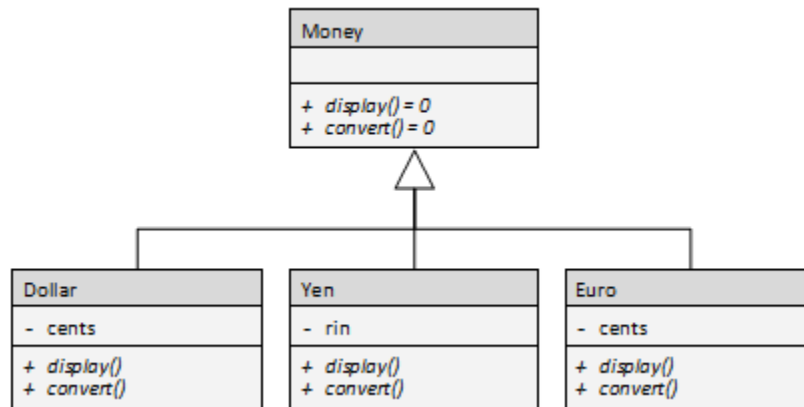 Money
+ display() = 0
+ convert() = 0
Dollar
- cents
+ display()
+ convert()
Yen
- rin
+ display()
+ convert()
Euro
- cents
+ display()
+ convert()